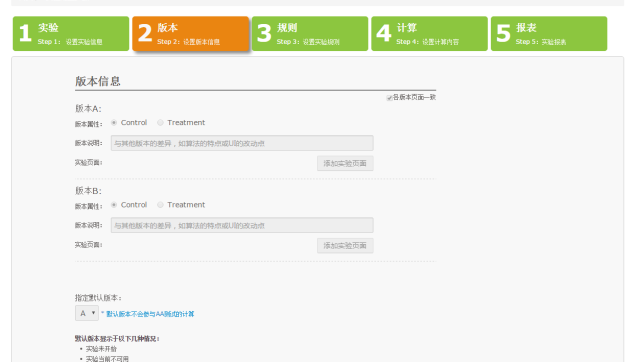 1 实验
Step 1: 设置实验信息
2 版本
Step 2: 设置版本信息
3 规则
Step 3: 设置实验规则
4 计算
Step 4: 设置计算内容
5 报表
Step 5: 实验报表
版本信息
各版本页面一致
版本A:
版本属性: Control Treatment
版本说明: 与其他版本的差异，如算法的特点或UI的改动点
实验页面: 添加实验页面
版本B:
版本属性: Control Treatment
版本说明: 与其他版本的差异，如算法的特点或UI的改动点
实验页面: 添加实验页面
指定默认版本:
A * 默认版本不会参与AA测试的计算
默认版本显示于以下几种情况:
• 实验未开始
• 实验当前不可用